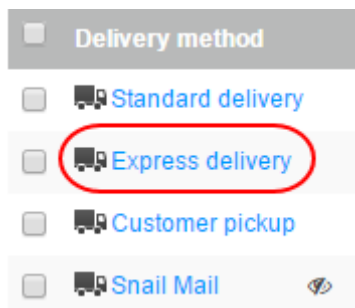 Delivery method
Standard delivery
Express delivery
Customer pickup
Snail Mail